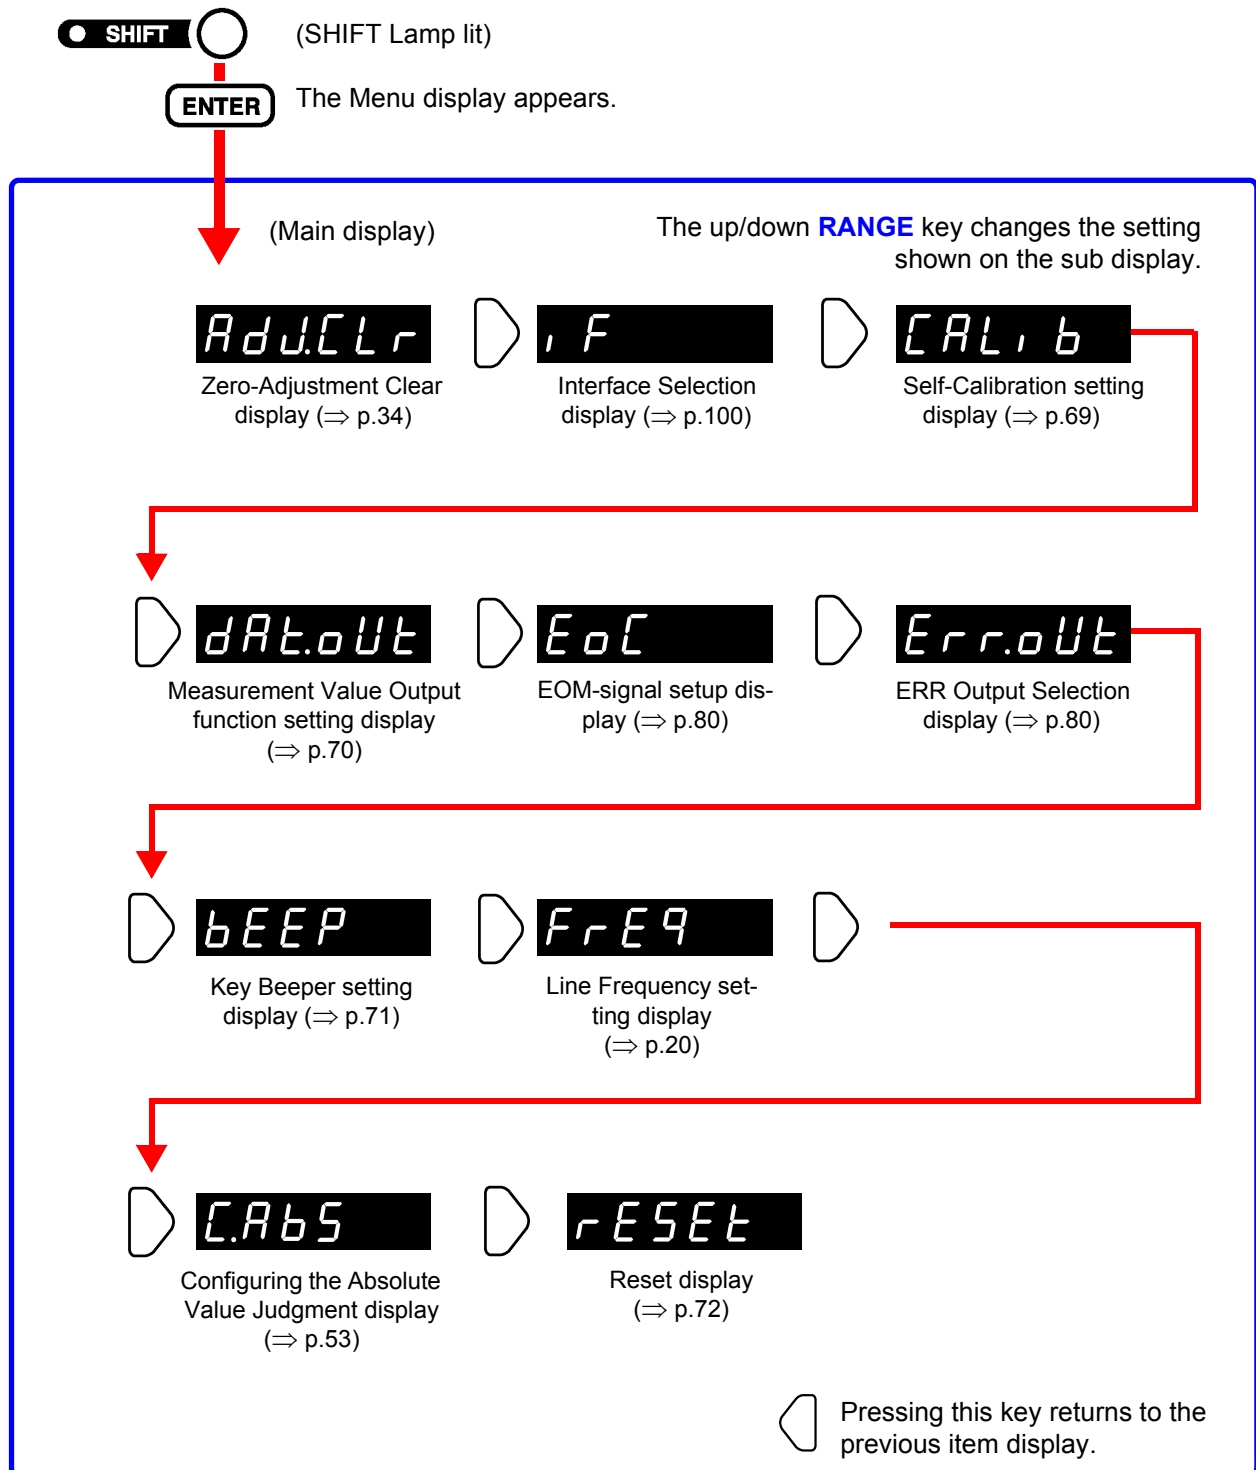 SHIFT (SHIFT Lamp lit)
ENTER The Menu display appears.
(Main display)
The up/down RANGE key changes the setting
shown on the sub display.
AdJ.CLr iF CALib
Zero-Adjustment Clear
display (⇒ p.34)
Interface Selection
display (⇒ p.100)
Self-Calibration setting
display (⇒ p.69)
dAt.oUt EoC Err.oUt
Measurement Value Output
function setting display
(⇒ p.70)
EOM-signal setup dis-
play (⇒ p.80)
ERR Output Selection
display (⇒ p.80)
bEEP FrEq
Key Beeper setting
display (⇒ p.71)
Line Frequency set-
ting display
(⇒ p.20)
C.AbS rESEt
Configuring the Absolute
Value Judgment display
(⇒ p.53)
Reset display
(⇒ p.72)
Pressing this key returns to the
previous item display.